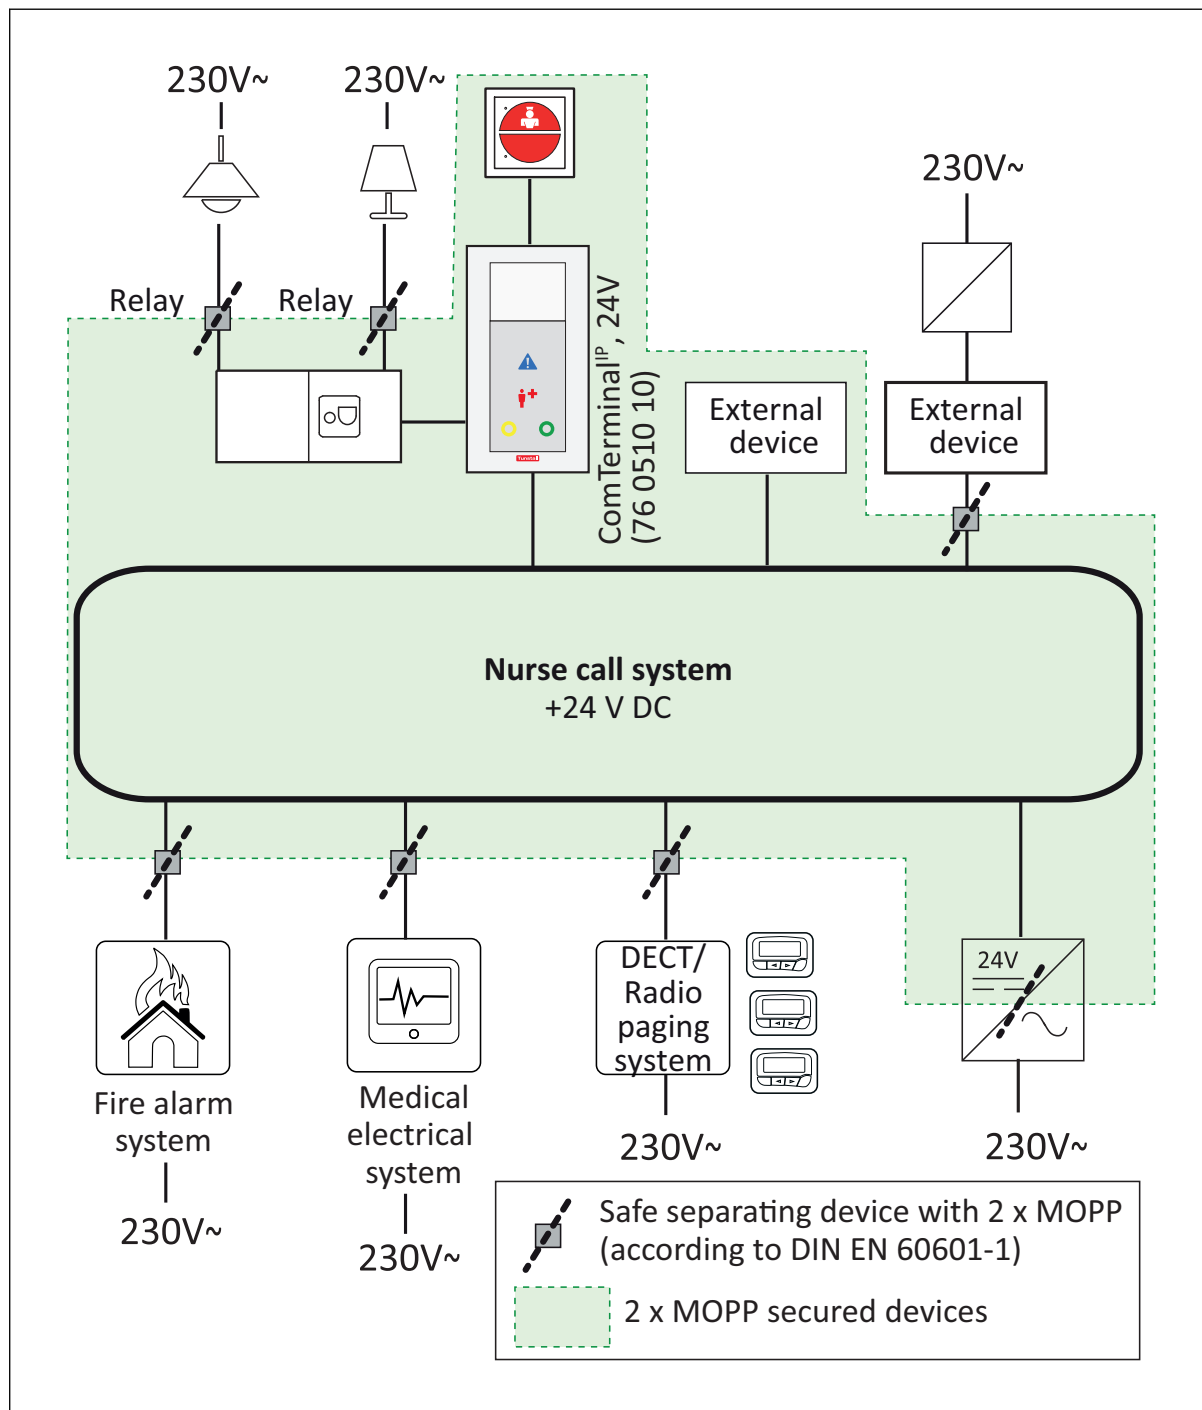 230V~
230V~
230V~
Relay
Relay
ComTerminalIP, 24V
(76 0510 10)
Tunstall
External
device
External
device
Nurse call system
+24 V DC
24V
DECT/
Radio
paging
system
Fire alarm
system
Medical
electrical
system
230V~
230V~
230V~
230V~
Safe separating device with 2 x MOPP
(according to DIN EN 60601-1)
2 x MOPP secured devices